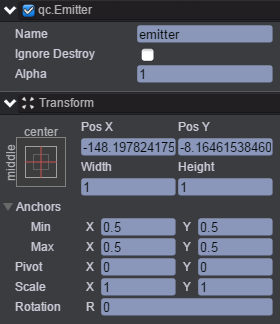 qc.Emitter
Name emitter
Ignore Destroy
Alpha 1
Transform
center
middle
Pos X Pos Y
-148.197824175 -8.16461538460
Width Height
1 1
Anchors
Min X 0.5 Y 0.5
Max X 0.5 Y 0.5
Pivot X 0 Y 0
Scale X 1 Y 1
Rotation R 0